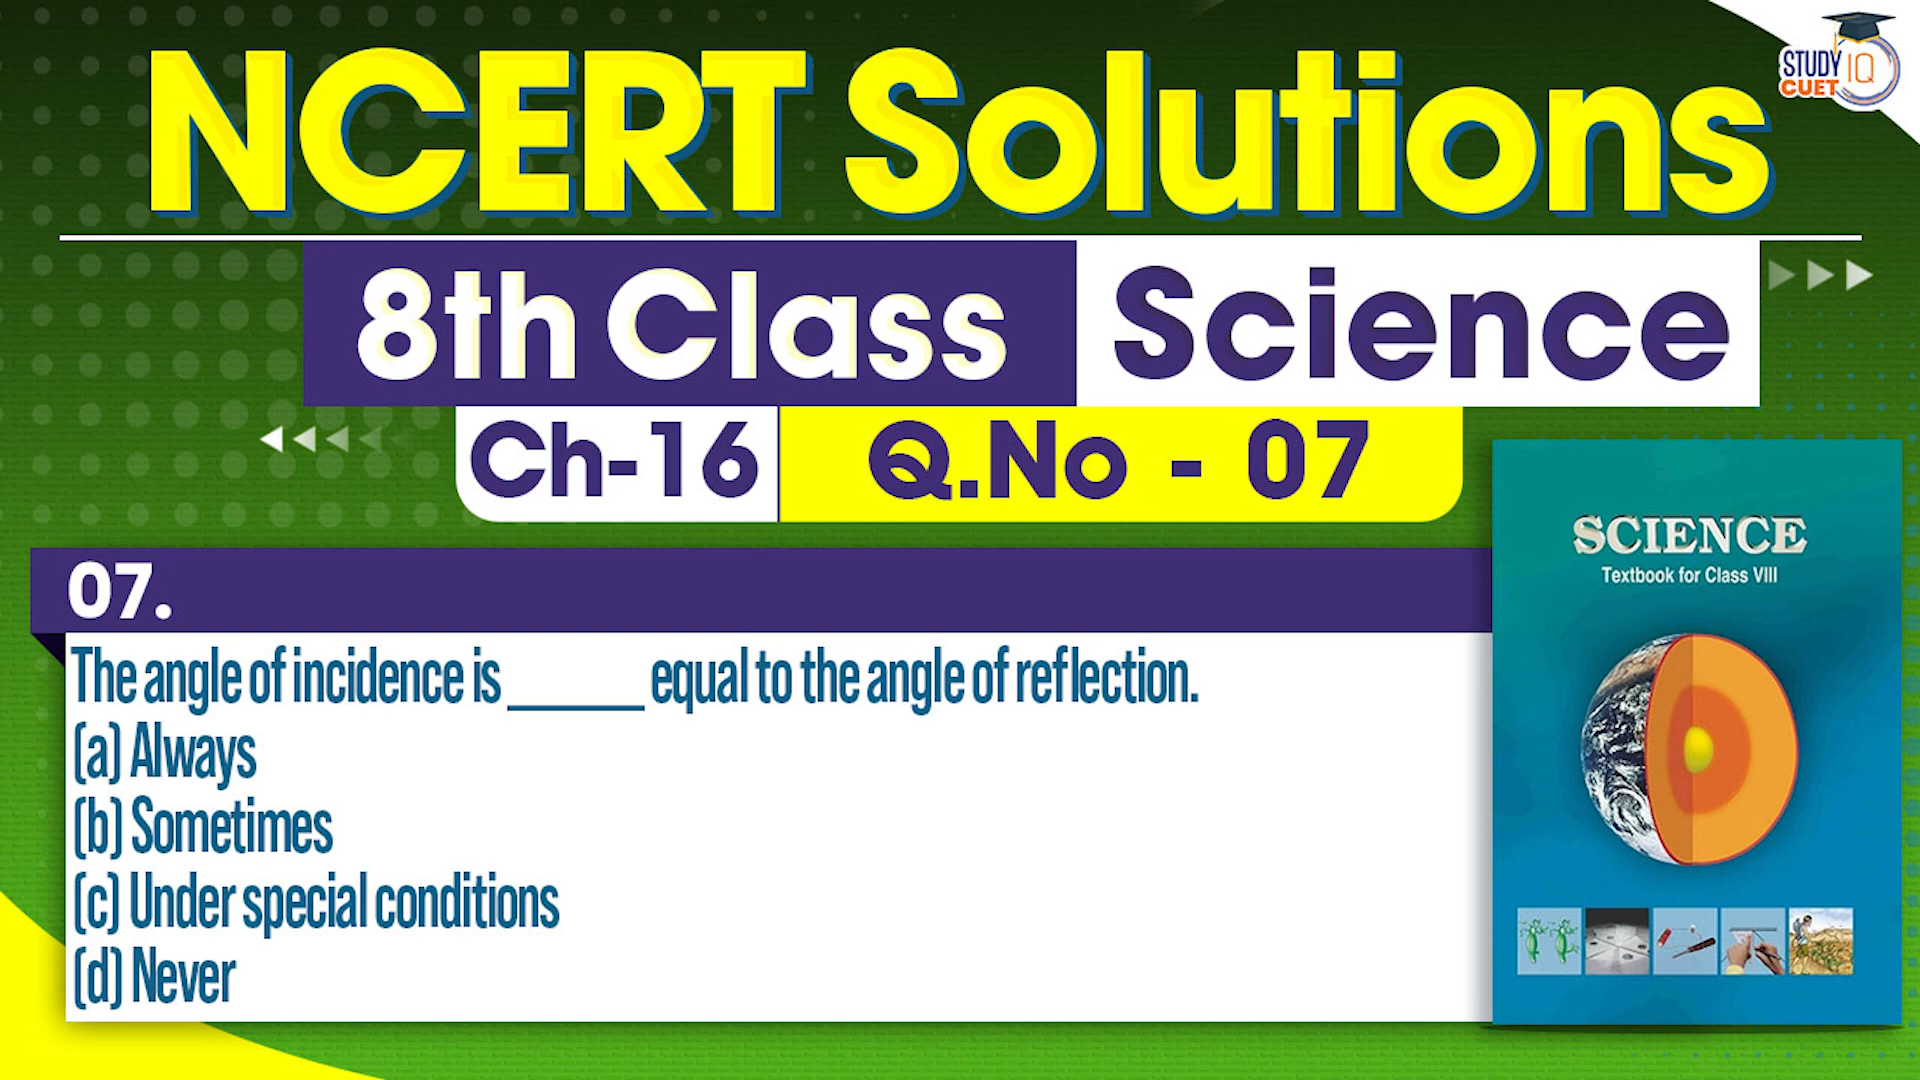 NCERT Solutions
STUDY IQ
CUET
8th Class Science
Ch-16 Q.No - 07
07.
The angle of incidence is ______ equal to the angle of reflection.
(a) Always
(b) Sometimes
(c) Under special conditions
(d) Never
SCIENCE
Textbook for Class VIII